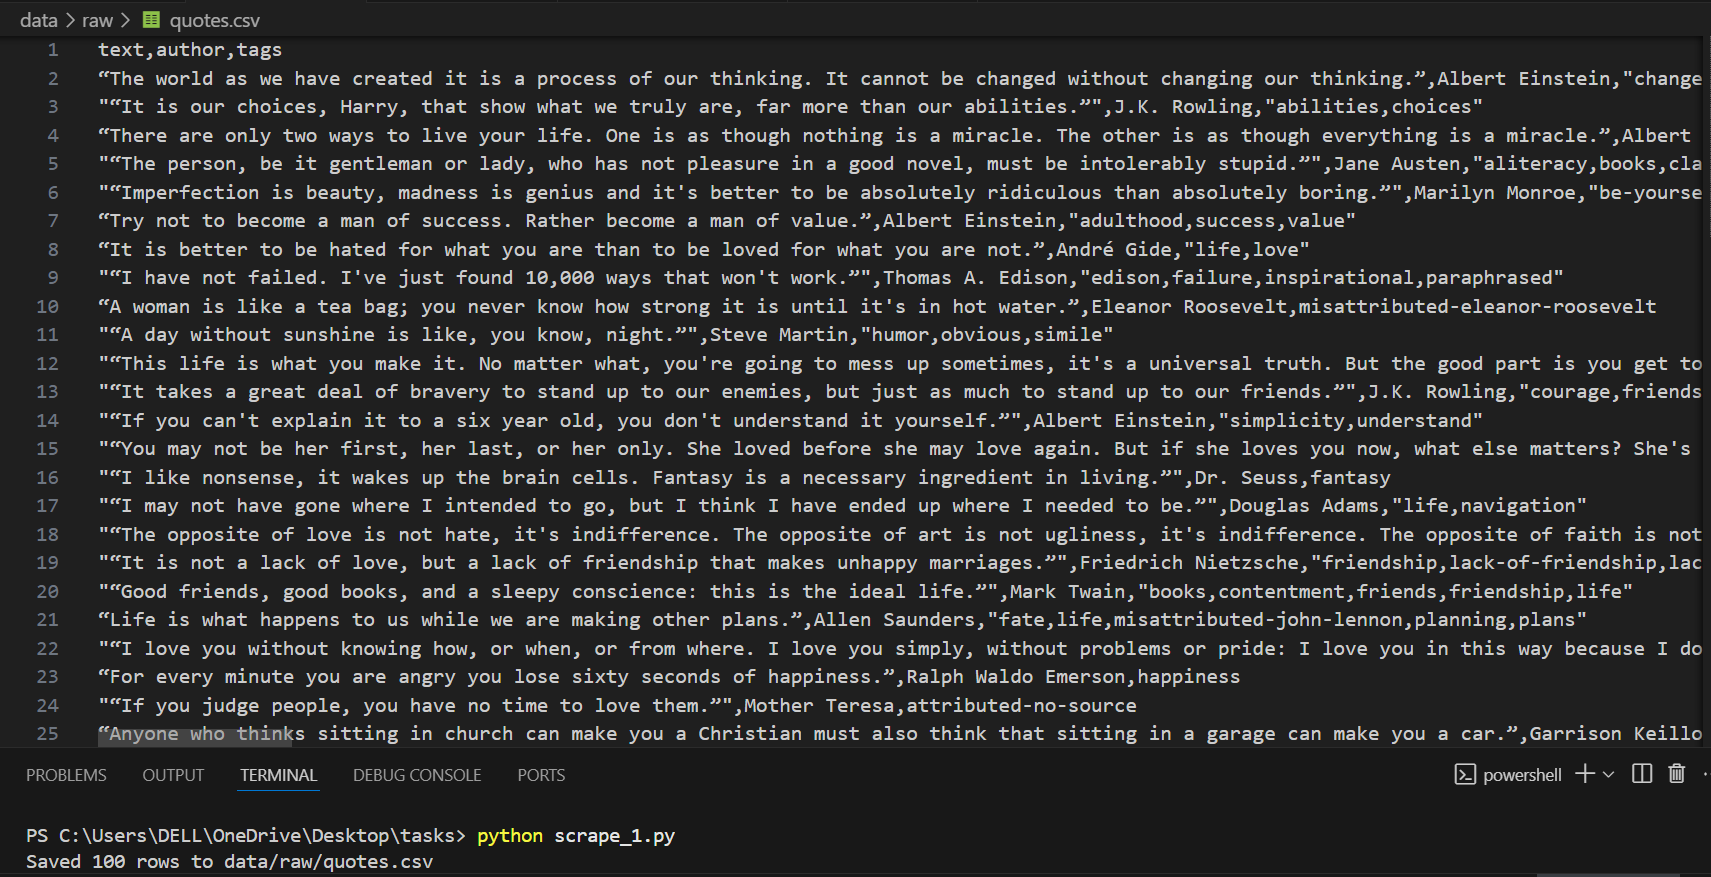 data > raw > quotes.csv
1 text,author,tags
2 “The world as we have created it is a process of our thinking. It cannot be changed without changing our thinking.”,Albert Einstein,"change
3 "“It is our choices, Harry, that show what we truly are, far more than our abilities.”",J.K. Rowling,"abilities,choices"
4 “There are only two ways to live your life. One is as though nothing is a miracle. The other is as though everything is a miracle.”,Albert
5 "“The person, be it gentleman or lady, who has not pleasure in a good novel, must be intolerably stupid.”",Jane Austen,"aliteracy,books,cla
6 "“Imperfection is beauty, madness is genius and it's better to be absolutely ridiculous than absolutely boring.”",Marilyn Monroe,"be-yourse
7 “Try not to become a man of success. Rather become a man of value.”,Albert Einstein,"adulthood,success,value"
8 “It is better to be hated for what you are than to be loved for what you are not.”,André Gide,"life,love"
9 "“I have not failed. I've just found 10,000 ways that won't work.”",Thomas A. Edison,"edison,failure,inspirational,paraphrased"
10 “A woman is like a tea bag; you never know how strong it is until it's in hot water.”,Eleanor Roosevelt,misattributed-eleanor-roosevelt
11 "“A day without sunshine is like, you know, night.”",Steve Martin,"humor,obvious,simile"
12 "“This life is what you make it. No matter what, you're going to mess up sometimes, it's a universal truth. But the good part is you get to
13 "“It takes a great deal of bravery to stand up to our enemies, but just as much to stand up to our friends.”",J.K. Rowling,"courage,friends
14 "“If you can't explain it to a six year old, you don't understand it yourself.”",Albert Einstein,"simplicity,understand"
15 "“You may not be her first, her last, or her only. She loved before she may love again. But if she loves you now, what else matters? She's
16 "“I like nonsense, it wakes up the brain cells. Fantasy is a necessary ingredient in living.”",Dr. Seuss,fantasy
17 "“I may not have gone where I intended to go, but I think I have ended up where I needed to be.”",Douglas Adams,"life,navigation"
18 "“The opposite of love is not hate, it's indifference. The opposite of art is not ugliness, it's indifference. The opposite of faith is not
19 "“It is not a lack of love, but a lack of friendship that makes unhappy marriages.”",Friedrich Nietzsche,"friendship,lack-of-friendship,lac
20 "“Good friends, good books, and a sleepy conscience: this is the ideal life.”",Mark Twain,"books,contentment,friends,friendship,life"
21 “Life is what happens to us while we are making other plans.”,Allen Saunders,"fate,life,misattributed-john-lennon,planning,plans"
22 "“I love you without knowing how, or when, or from where. I love you simply, without problems or pride: I love you in this way because I do
23 “For every minute you are angry you lose sixty seconds of happiness.”,Ralph Waldo Emerson,happiness
24 "“If you judge people, you have no time to love them.”",Mother Teresa,attributed-no-source
25 “Anyone who thinks sitting in church can make you a Christian must also think that sitting in a garage can make you a car.”,Garrison Keillo
PROBLEMS OUTPUT TERMINAL DEBUG CONSOLE PORTS powershell
PS C:\Users\DELL\OneDrive\Desktop\tasks> python scrape_1.py
Saved 100 rows to data/raw/quotes.csv